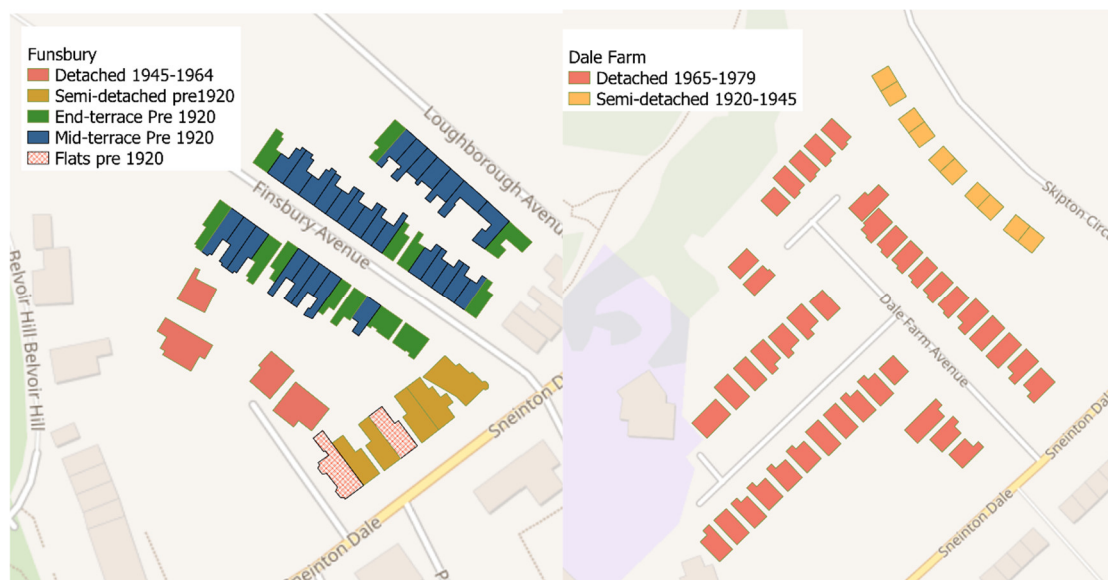 Funsbury
Detached 1945-1964
Semi-detached pre1920
End-terrace Pre 1920
Mid-terrace Pre 1920
Flats pre 1920
Loughborough Avenue
Finsbury Avenue
Belvoir Hill Belvoir Hill
Sneinton D
Sneinton Dale
P
Dale Farm
Detached 1965-1979
Semi-detached 1920-1945
Skipton Circ
Dale Farm Avenue
Sneinton Dale
Sneinton Dale